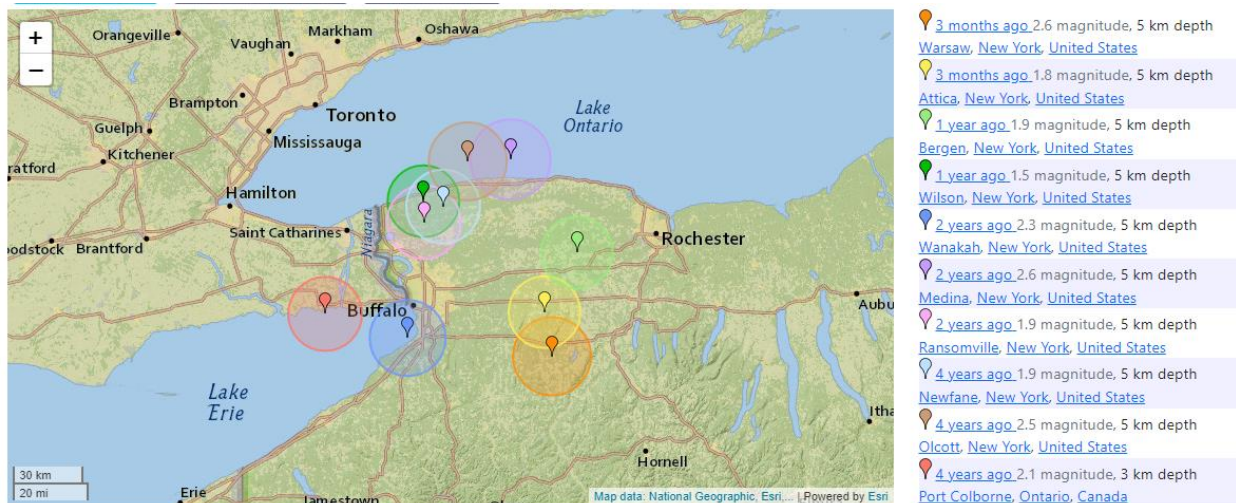 +
−
Orangeville
Vaughan
Markham
Oshawa
Brampton
Toronto
Mississauga
Guelph
Kitchener
ratford
Hamilton
Saint Catharines
Niagara
oodstock
Brantford
Lake
Ontario
Rochester
Buffalo
Aubu
Lake
Erie
Itha
Hornell
Erie
Jamestown
30 km
20 mi
Map data: National Geographic, Esri,... | Powered by Esri
3 months ago 2.6 magnitude, 5 km depth
Warsaw, New York, United States
3 months ago 1.8 magnitude, 5 km depth
Attica, New York, United States
1 year ago 1.9 magnitude, 5 km depth
Bergen, New York, United States
1 year ago 1.5 magnitude, 5 km depth
Wilson, New York, United States
2 years ago 2.3 magnitude, 5 km depth
Wanakah, New York, United States
2 years ago 2.6 magnitude, 5 km depth
Medina, New York, United States
2 years ago 1.9 magnitude, 5 km depth
Ransomville, New York, United States
4 years ago 1.9 magnitude, 5 km depth
Newfane, New York, United States
4 years ago 2.5 magnitude, 5 km depth
Olcott, New York, United States
4 years ago 2.1 magnitude, 3 km depth
Port Colborne, Ontario, Canada